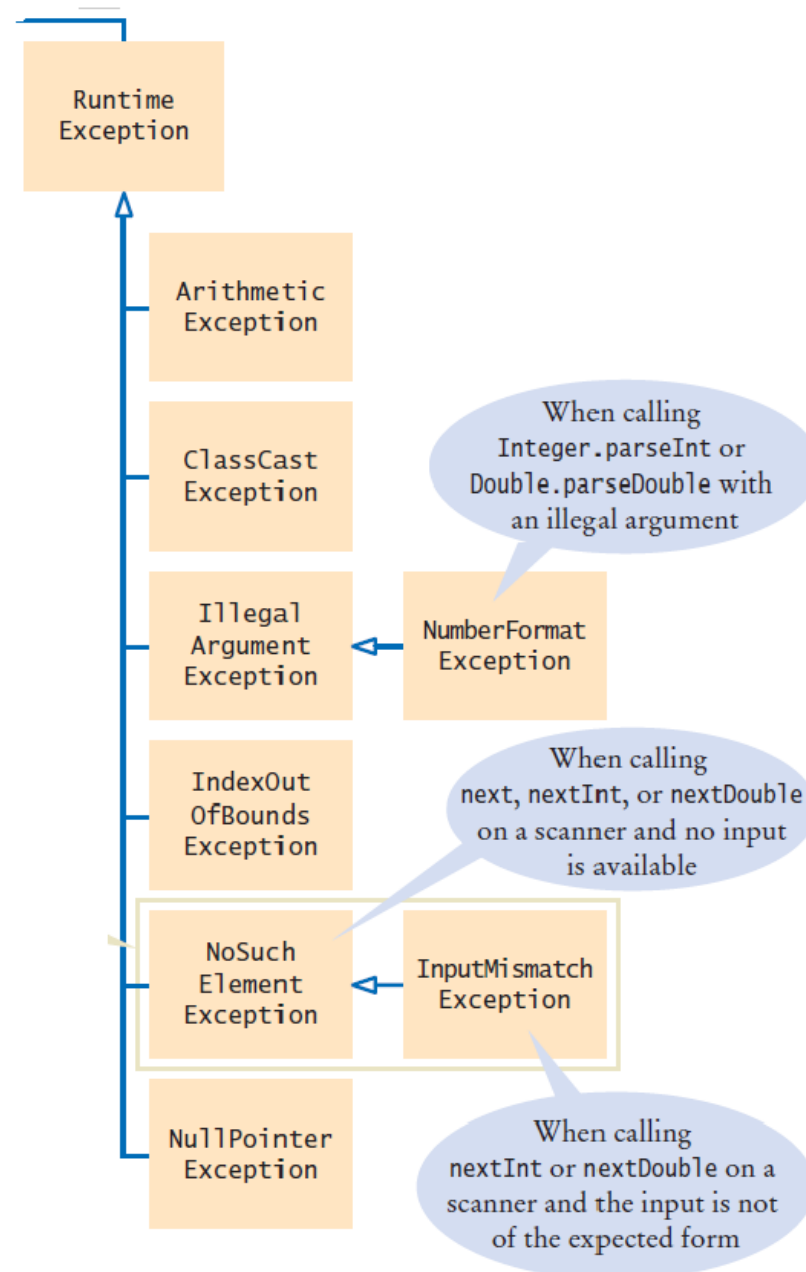 Runtime
Exception
Arithmetic
Exception
ClassCast
Exception
When calling
Integer.parseInt or
Double.parseDouble with
an illegal argument
Illegal
Argument
Exception
NumberFormat
Exception
IndexOut
OfBounds
Exception
When calling
next, nextInt, or nextDouble
on a scanner and no input
is available
NoSuch
Element
Exception
InputMismatch
Exception
NullPointer
Exception
When calling
nextInt or nextDouble on a
scanner and the input is not
of the expected form